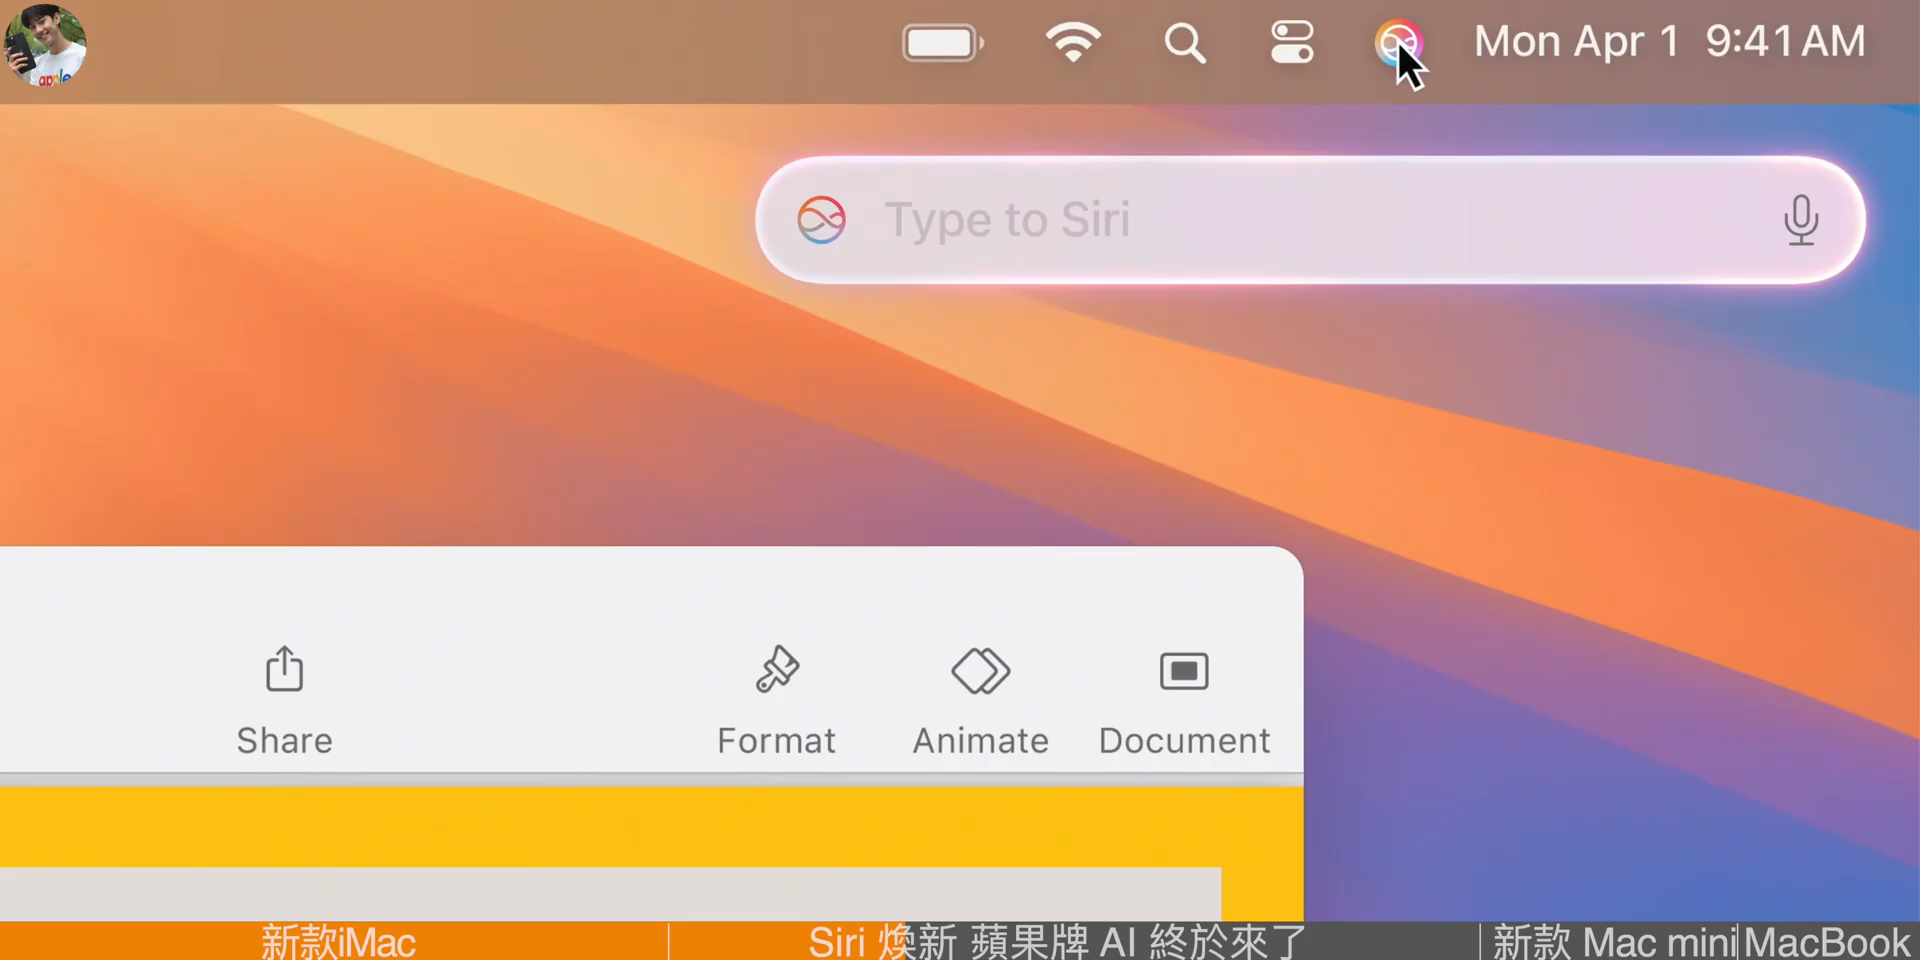 apple
Mon Apr 1 9:41 AM
Type to Siri
Share
Format
Animate
Document
新款iMac
Siri 煥新 蘋果牌 AI 終於來了
新款 Mac mini
MacBook